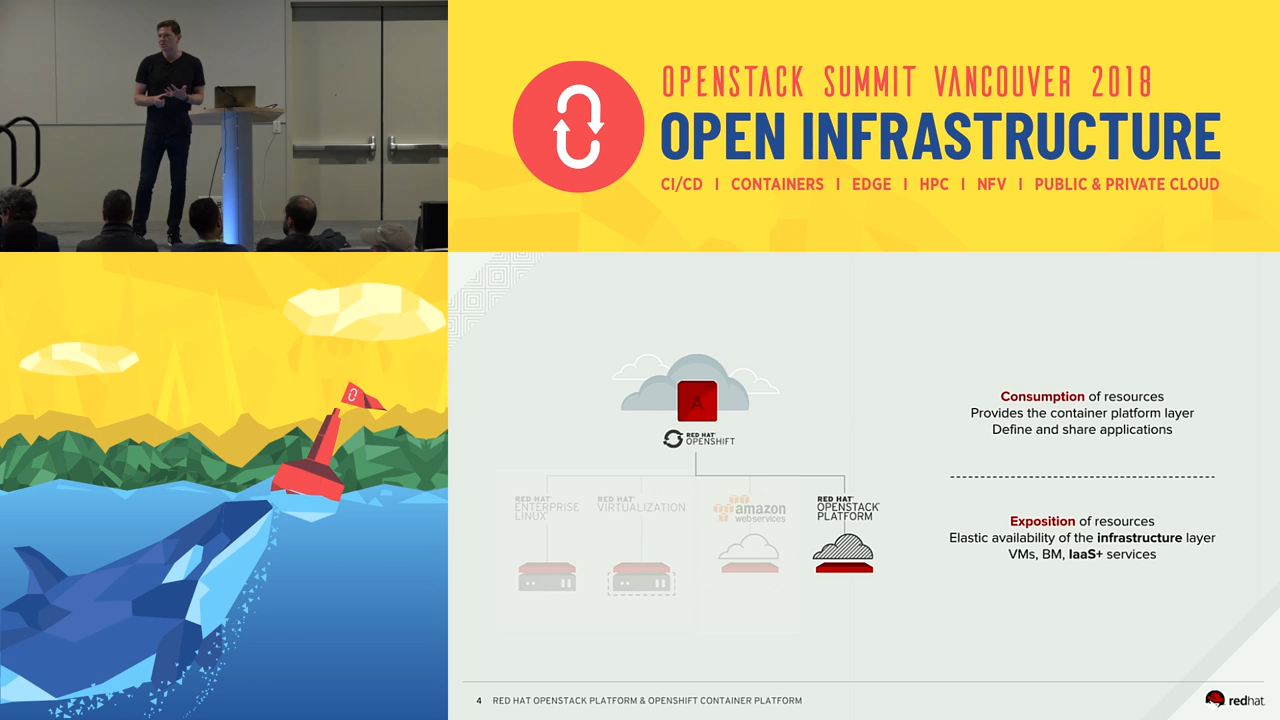 OPENSTACK SUMMIT VANCOUVER 2018
OPEN INFRASTRUCTURE
CI/CD | CONTAINERS | EDGE | HPC | NFV | PUBLIC & PRIVATE CLOUD
A
RED HAT
OPENSHIFT
RED HAT
ENTERPRISE
LINUX
RED HAT
VIRTUALIZATION
amazon
webservices
RED HAT
OPENSTACK
PLATFORM
Consumption of resources
Provides the container platform layer
Define and share applications
Exposition of resources
Elastic availability of the infrastructure layer
VMs, BM, IaaS+ services
4 RED HAT OPENSTACK PLATFORM & OPENSHIFT CONTAINER PLATFORM
redhat